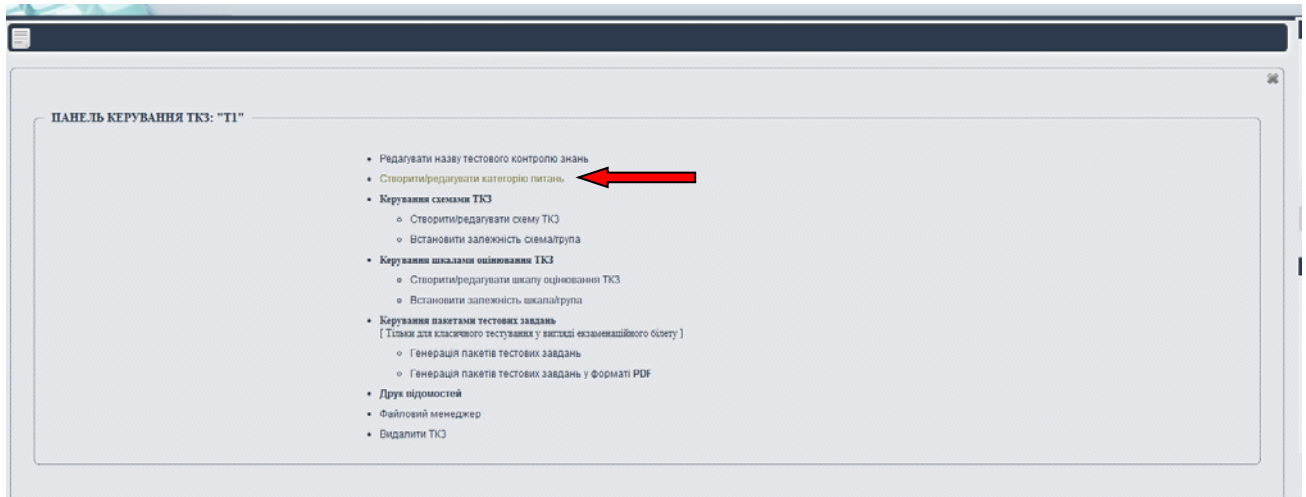 ПАНЕЛЬ КЕРУВАННЯ ТКЗ: "Т1"
Редагувати назву тестового контролю знань
Створити/редагувати категорію питань
Керування схемами ТКЗ
Створити/редагувати схему ТКЗ
Встановити залежність схема/група
Керування шкалами оцінювання ТКЗ
Створити/редагувати шкалу оцінювання ТКЗ
Встановити залежність шкала/група
Керування пакетами тестових завдань
[ Тільки для класичного тестування у вигляді екзаменаційного білету ]
Генерація пакетів тестових завдань
Генерація пакетів тестових завдань у форматі PDF
Друк відомостей
Файловий менеджер
Видалити ТКЗ